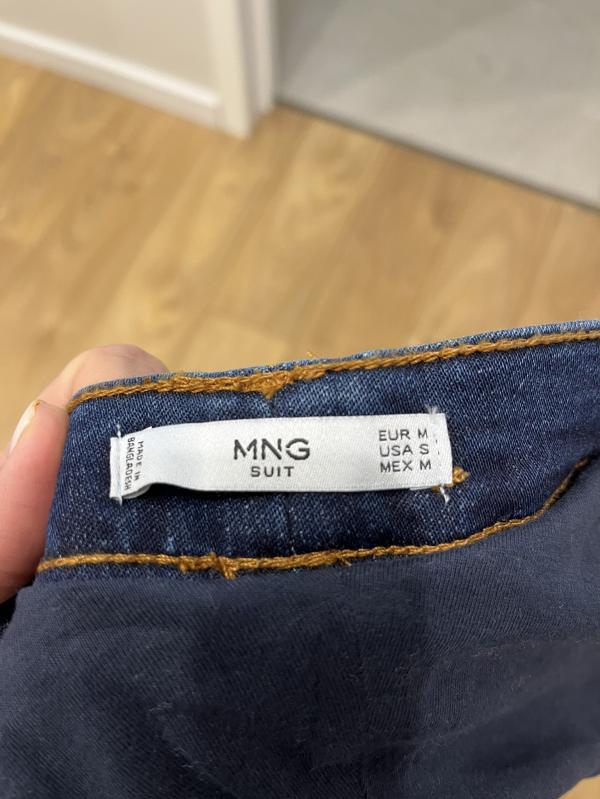 MADE IN
BANGLADESH
MNG
SUIT
EUR M
USA S
MEX M